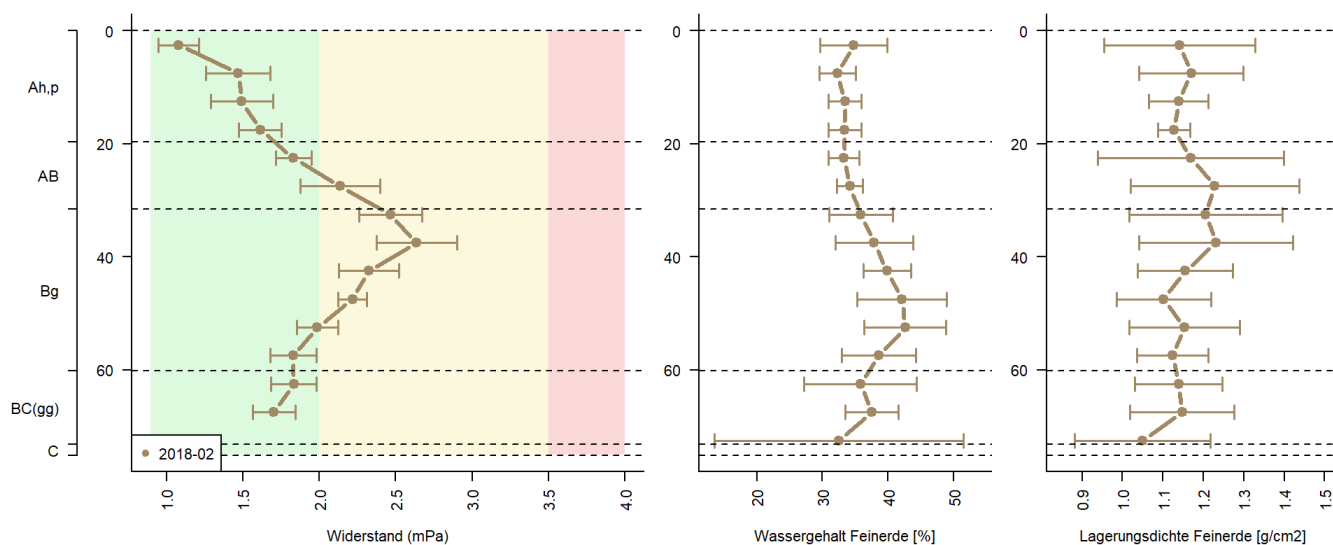 0
20
40
60
Ah,p
AB
Bg
BC(gg)
C
2018-02
1.0 1.5 2.0 2.5 3.0 3.5 4.0
Widerstand (mPa)
0
20
40
60
20 30 40 50
Wassergehalt Feinerde [%]
0
20
40
60
0.9 1.0 1.1 1.2 1.3 1.4 1.5
Lagerungsdichte Feinerde [g/cm2]